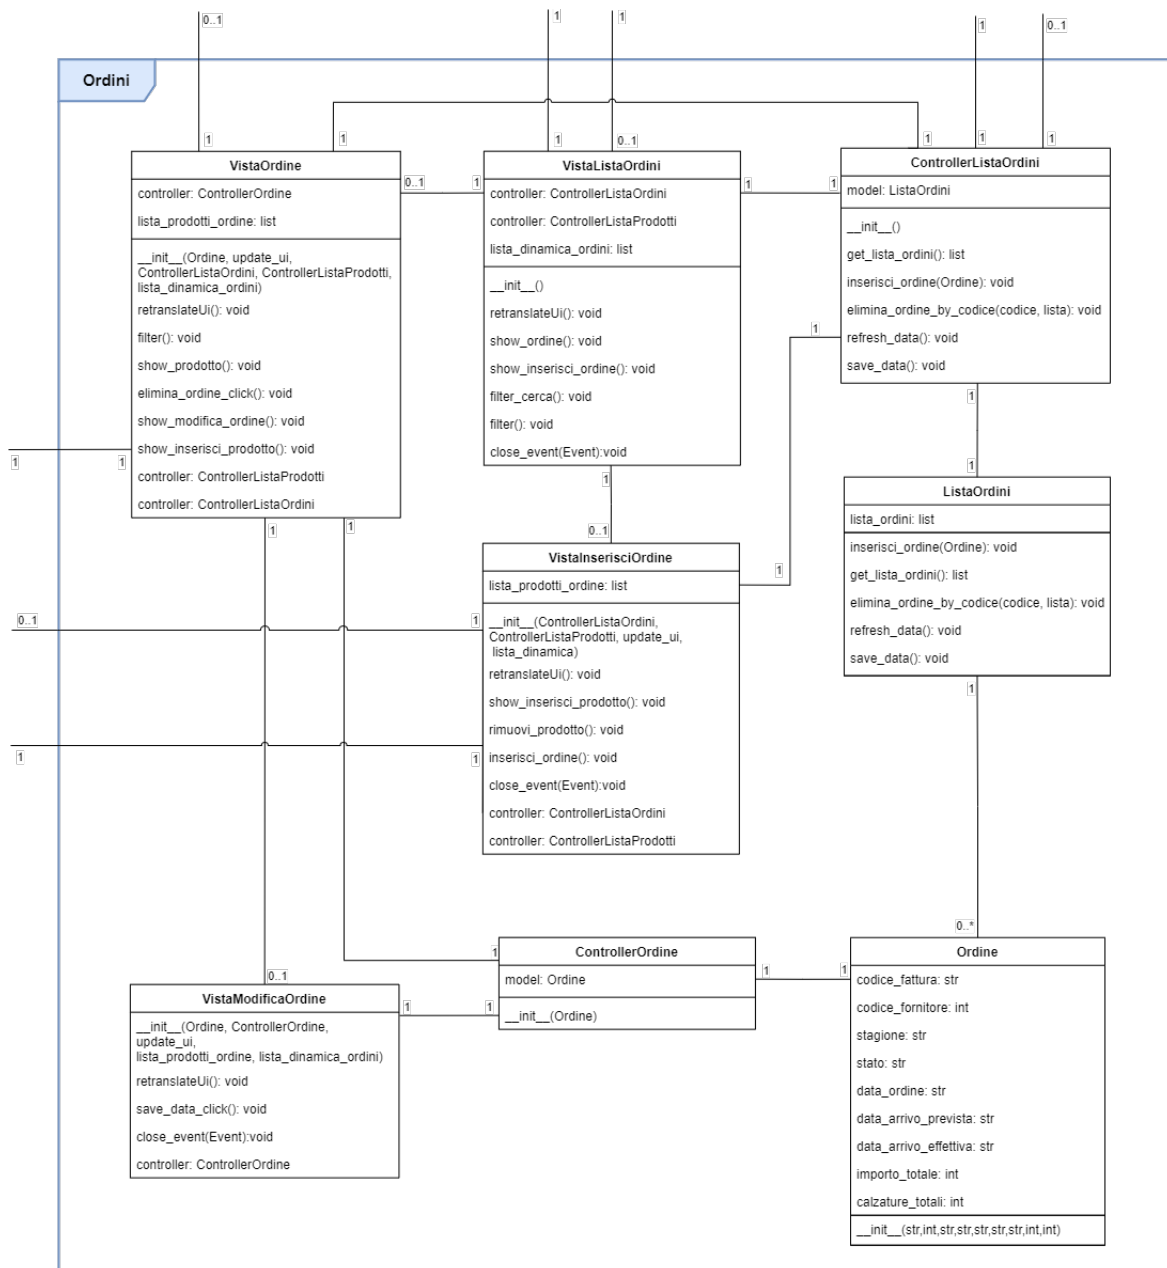 0..1
1
1
1
0..1
Ordini
1
1
1
0..1
1
1
1
VistaOrdine
controller: ControllerOrdine
lista_prodotti_ordine: list
__init__(Ordine, update_ui,
ControllerListaOrdini, ControllerListaProdotti,
lista_dinamica_ordini)
retranslateUi(): void
filter(): void
show_prodotto(): void
elimina_ordine_click(): void
show_modifica_ordine(): void
show_inserisci_prodotto(): void
controller: ControllerListaProdotti
controller: ControllerListaOrdini
0..1
1
VistaListaOrdini
controller: ControllerListaOrdini
controller: ControllerListaProdotti
lista_dinamica_ordini: list
__init__()
retranslateUi(): void
show_ordine(): void
show_inserisci_ordine(): void
filter_cerca(): void
filter(): void
close_event(Event):void
1
1
ControllerListaOrdini
model: ListaOrdini
__init__()
get_lista_ordini(): list
inserisci_ordine(Ordine): void
elimina_ordine_by_codice(codice, lista): void
refresh_data(): void
save_data(): void
1
1
1
1
1
1
1
1
0..1
ListaOrdini
lista_ordini: list
inserisci_ordine(Ordine): void
get_lista_ordini(): list
elimina_ordine_by_codice(codice, lista): void
refresh_data(): void
save_data(): void
VistaInserisciOrdine
lista_prodotti_ordine: list
__init__(ControllerListaOrdini,
ControllerListaProdotti, update_ui,
lista_dinamica)
retranslateUi(): void
show_inserisci_prodotto(): void
rimuovi_prodotto(): void
inserisci_ordine(): void
close_event(Event):void
controller: ControllerListaOrdini
controller: ControllerListaProdotti
1
0..1
1
1
1
1
0..*
0..1
1
VistaModificaOrdine
__init__(Ordine, ControllerOrdine,
update_ui,
lista_prodotti_ordine, lista_dinamica_ordini)
retranslateUi(): void
save_data_click(): void
close_event(Event):void
controller: ControllerOrdine
1
1
ControllerOrdine
model: Ordine
__init__(Ordine)
1
1
Ordine
codice_fattura: str
codice_fornitore: int
stagione: str
stato: str
data_ordine: str
data_arrivo_prevista: str
data_arrivo_effettiva: str
importo_totale: int
calzature_totali: int
__init__(str,int,str,str,str,str,str,int,int)